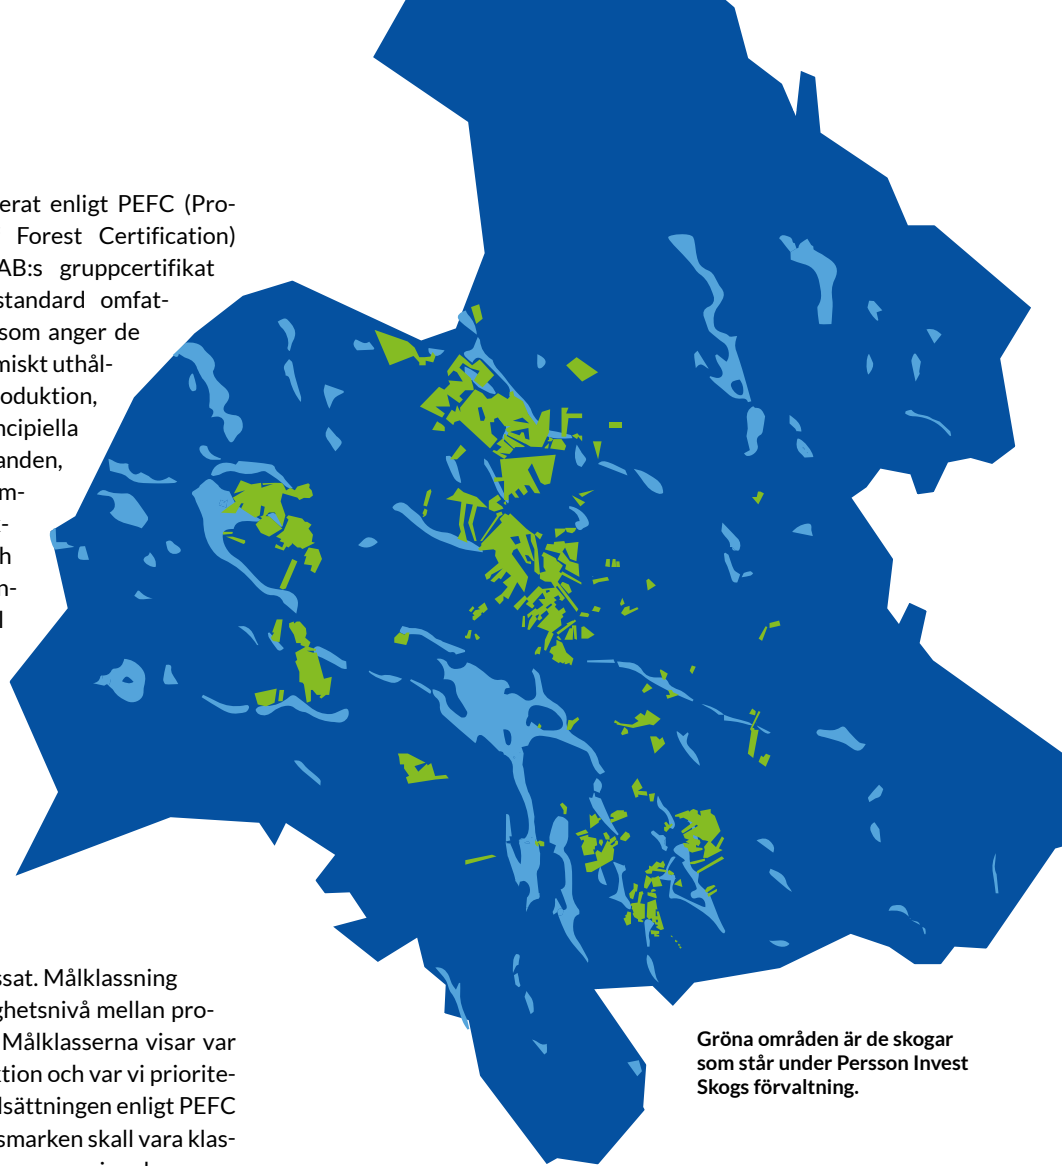 erat enligt PEFC (Pro-
Forest Certification)
AB:s gruppcertifikat
standard omfat-
som anger de
miskt uthål-
oduktion,
ncipiella
anden,
m-
h
n-
l
ssat. Målklassning
ghetsnivå mellan pro-
Målklasserna visar var
tion och var vi priorite-
lsättningen enligt PEFC
smarken skall vara klas-
Gröna områden är de skogar
som står under Persson Invest
Skogs förvaltning.